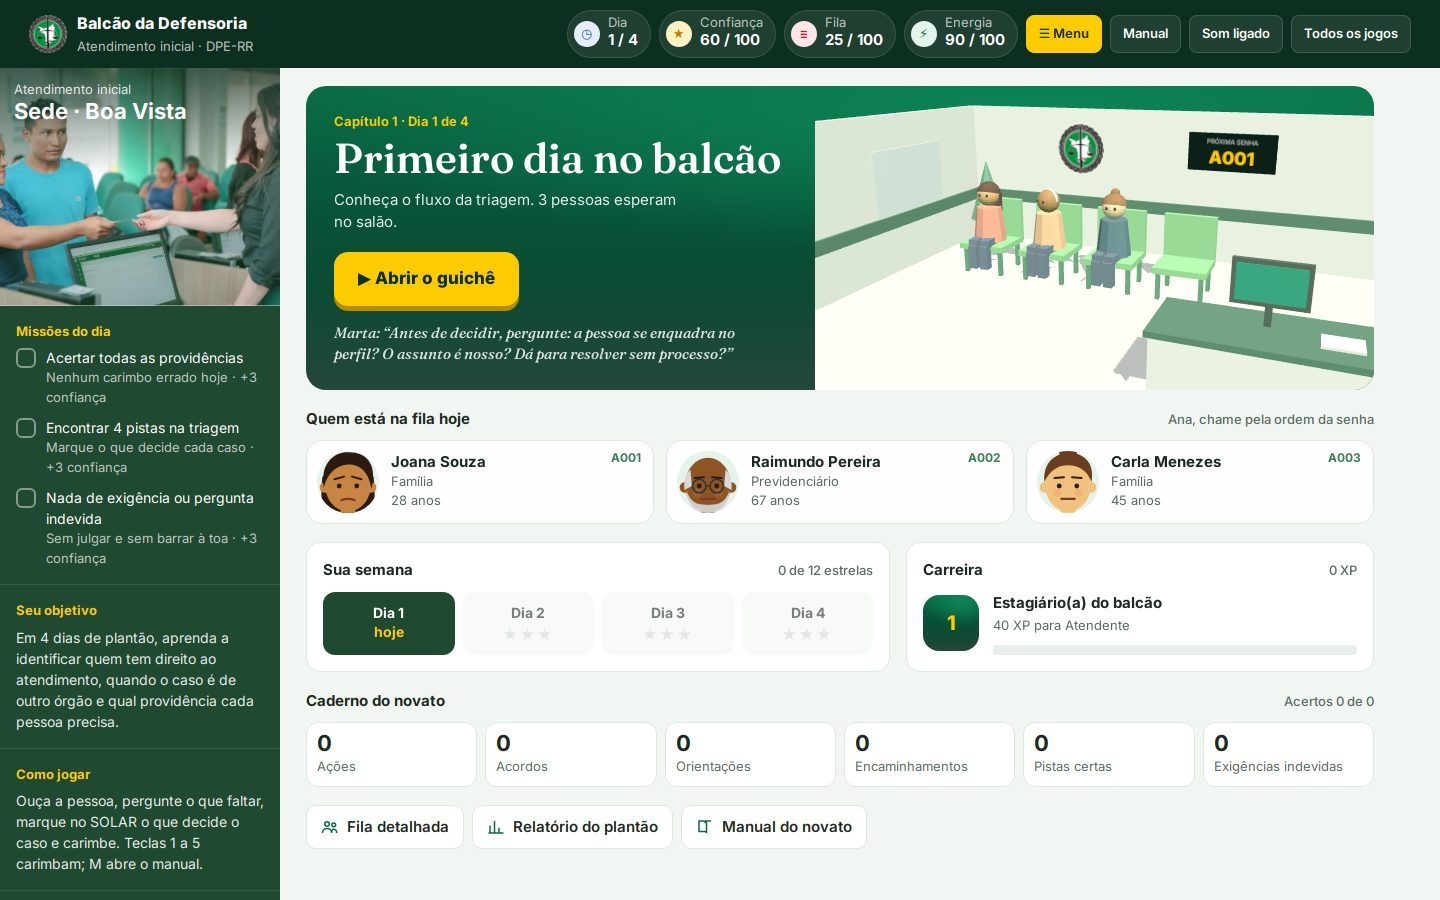 Balcão da Defensoria
Atendimento inicial · DPE-RR
Dia
1 / 4
Confiança
60 / 100
Fila
25 / 100
Energia
90 / 100
☰ Menu
Manual
Som ligado
Todos os jogos
Atendimento inicial
Sede · Boa Vista
Missões do dia
Acertar todas as providências
Nenhum carimbo errado hoje · +3
confiança
Encontrar 4 pistas na triagem
Marque o que decide cada caso ·
+3 confiança
Nada de exigência ou pergunta
indevida
Sem julgar e sem barrar à toa · +3
confiança
Seu objetivo
Em 4 dias de plantão, aprenda a
identificar quem tem direito ao
atendimento, quando o caso é de
outro órgão e qual providência cada
pessoa precisa.
Como jogar
Ouça a pessoa, pergunte o que faltar,
marque no SOLAR o que decide o
caso e carimbe. Teclas 1 a 5
carimbam; M abre o manual.
Capítulo 1 · Dia 1 de 4
Primeiro dia no balcão
Conheça o fluxo da triagem. 3 pessoas esperam
no salão.
▶ Abrir o guichê
Marta: “Antes de decidir, pergunte: a pessoa se enquadra no
perfil? O assunto é nosso? Dá para resolver sem processo?”
PRÓXIMA SENHA
A001
Quem está na fila hoje
Ana, chame pela ordem da senha
Joana Souza
A001
Família
28 anos
Raimundo Pereira
A002
Previdenciário
67 anos
Carla Menezes
A003
Família
45 anos
Sua semana
0 de 12 estrelas
Dia 1
hoje
Dia 2
★★★
Dia 3
★★★
Dia 4
★★★
Carreira
0 XP
1
Estagiário(a) do balcão
40 XP para Atendente
Caderno do novato
Acertos 0 de 0
0
Ações
0
Acordos
0
Orientações
0
Encaminhamentos
0
Pistas certas
0
Exigências indevidas
Fila detalhada
Relatório do plantão
Manual do novato